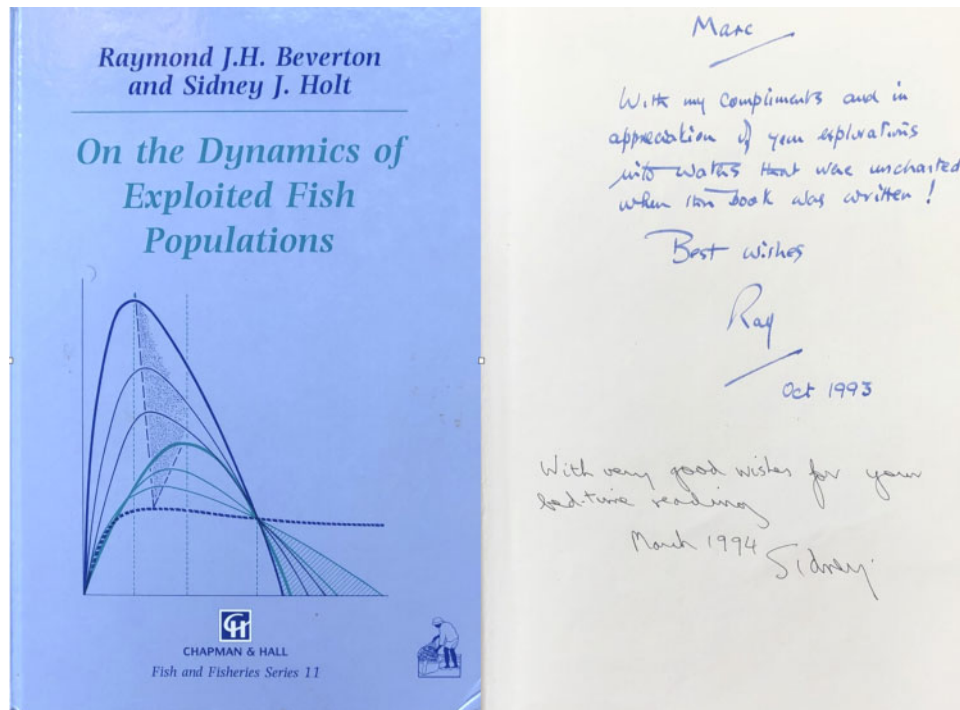 Raymond J.H. Beverton
and Sidney J. Holt
On the Dynamics of
Exploited Fish
Populations
CH
CHAPMAN & HALL
Fish and Fisheries Series 11
Marc
With my compliments and in
appreciation of your explorations
into waters that were uncharted
when this book was written!
Best wishes
Ray
Oct 1993
With very good wishes for your
bed-time reading
March 1994
Sidney.